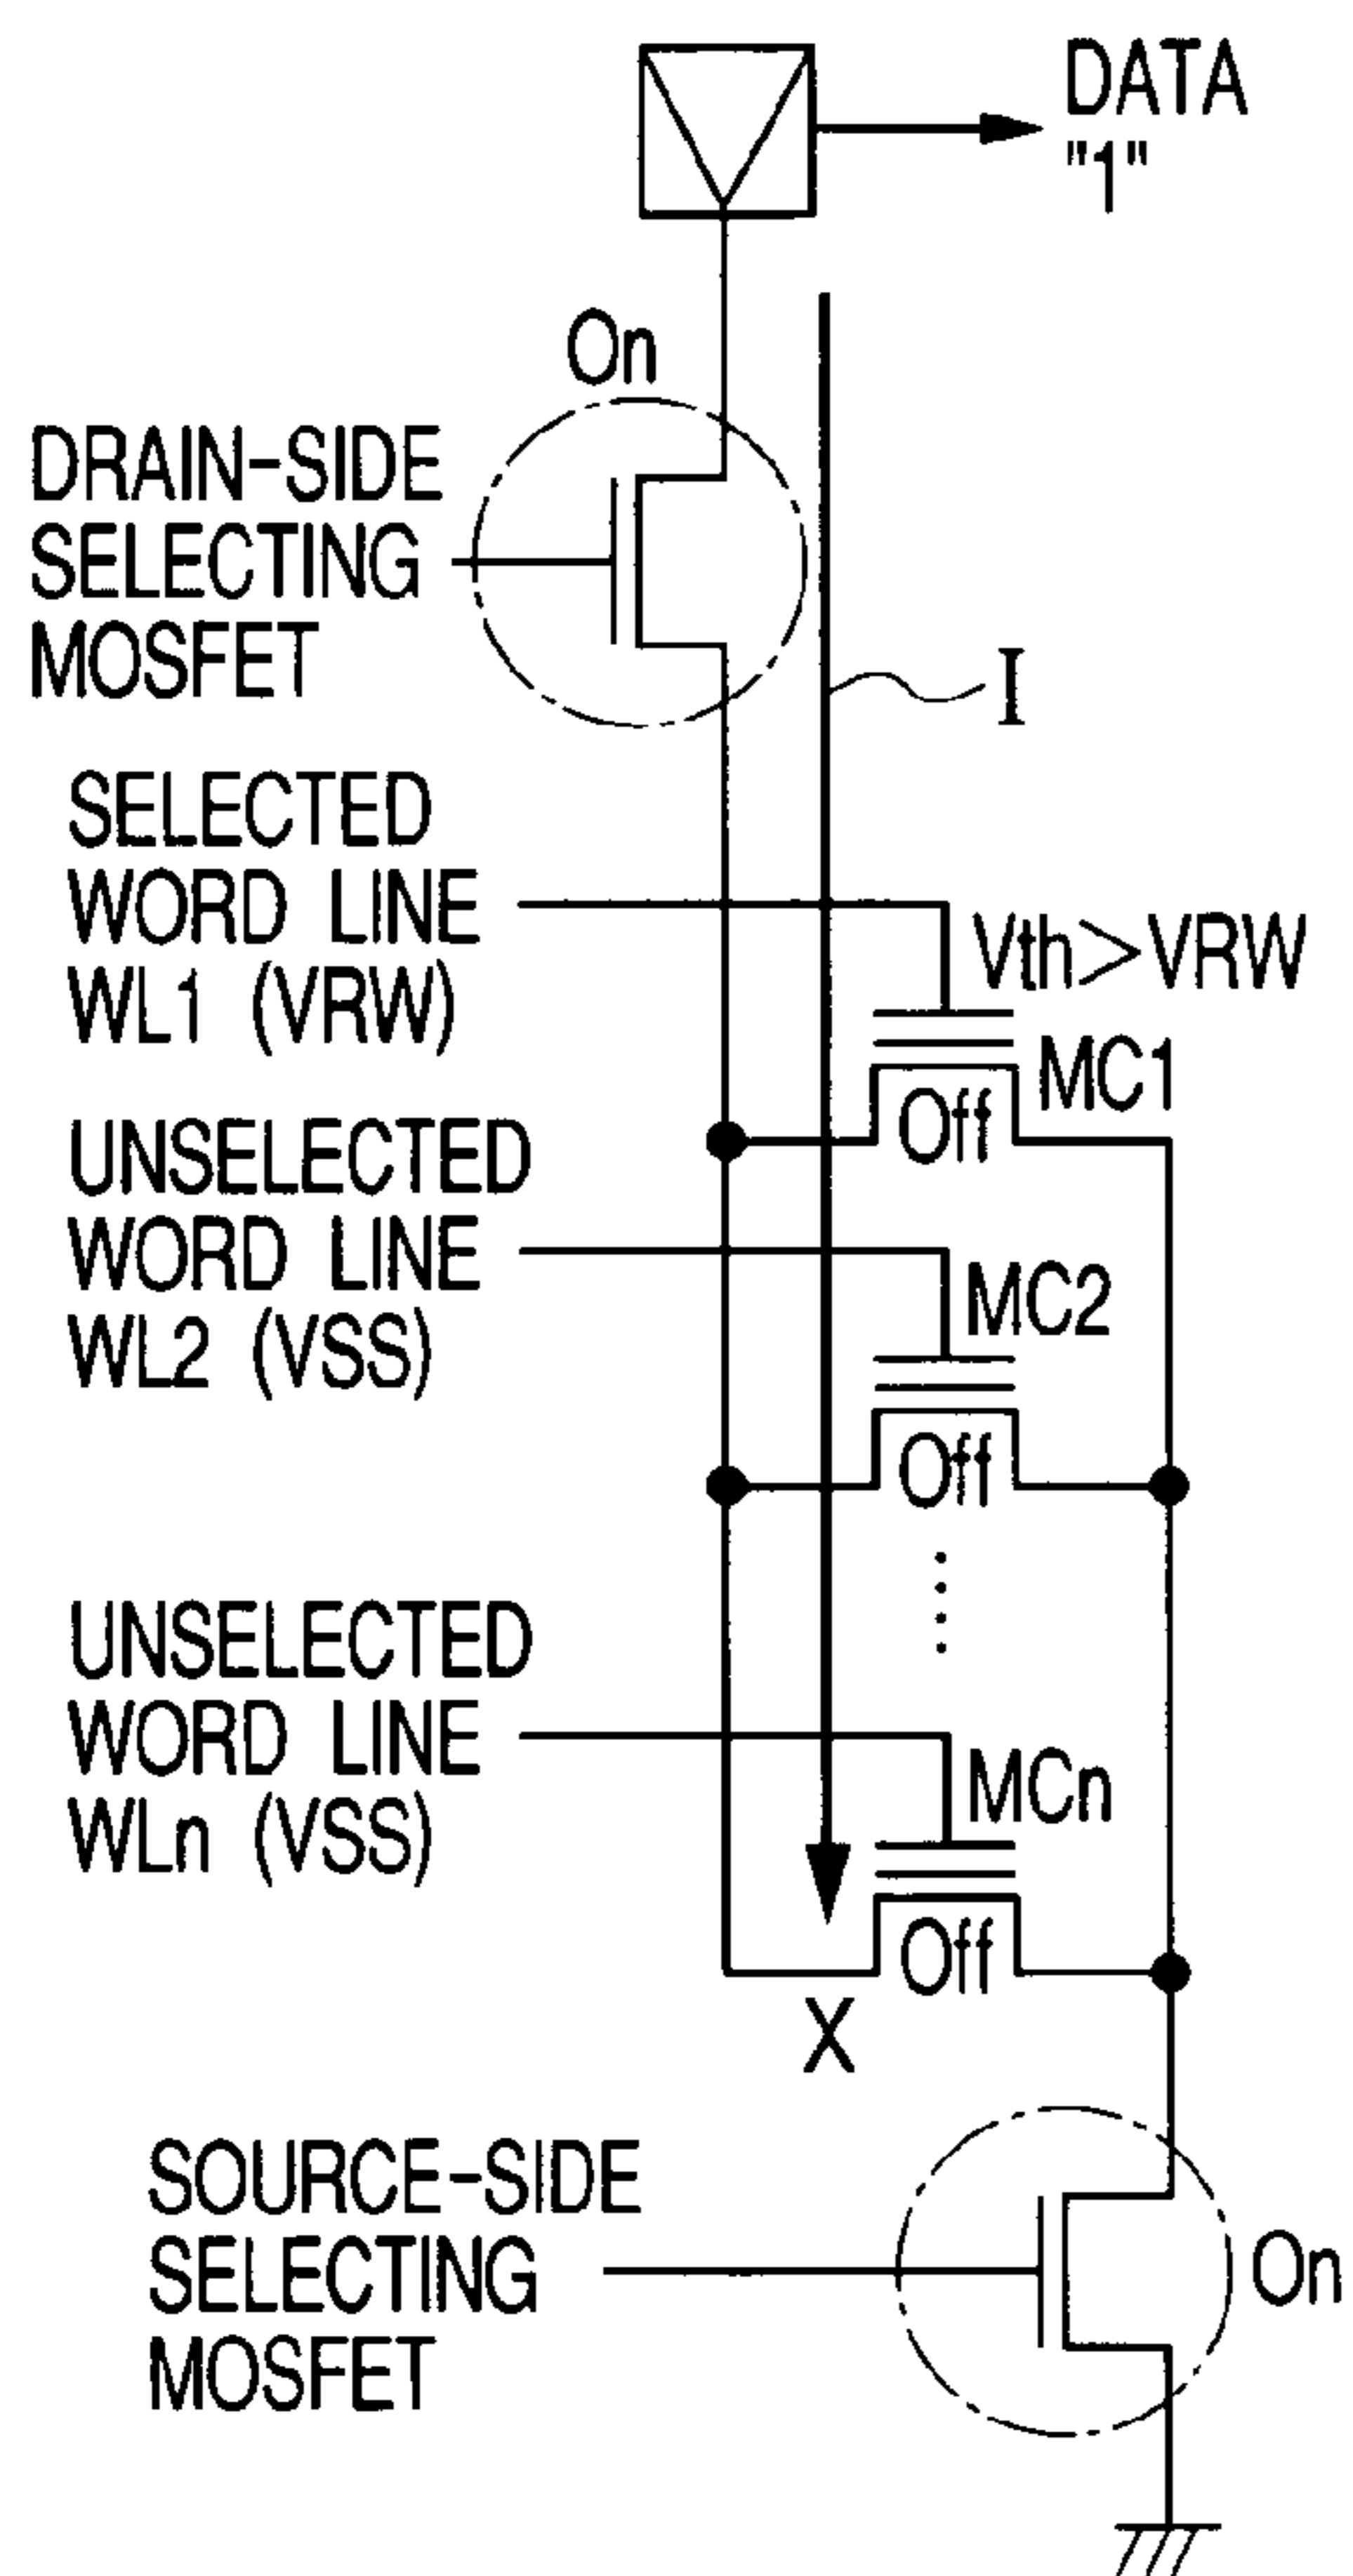 DATA
"1"
On
DRAIN-SIDE
SELECTING
MOSFET
I
SELECTED
WORD LINE
WL1 (VRW)
Vth>VRW
MC1
Off
UNSELECTED
WORD LINE
WL2 (VSS)
MC2
Off
UNSELECTED
WORD LINE
WLn (VSS)
MCn
Off
X
SOURCE-SIDE
SELECTING
MOSFET
On